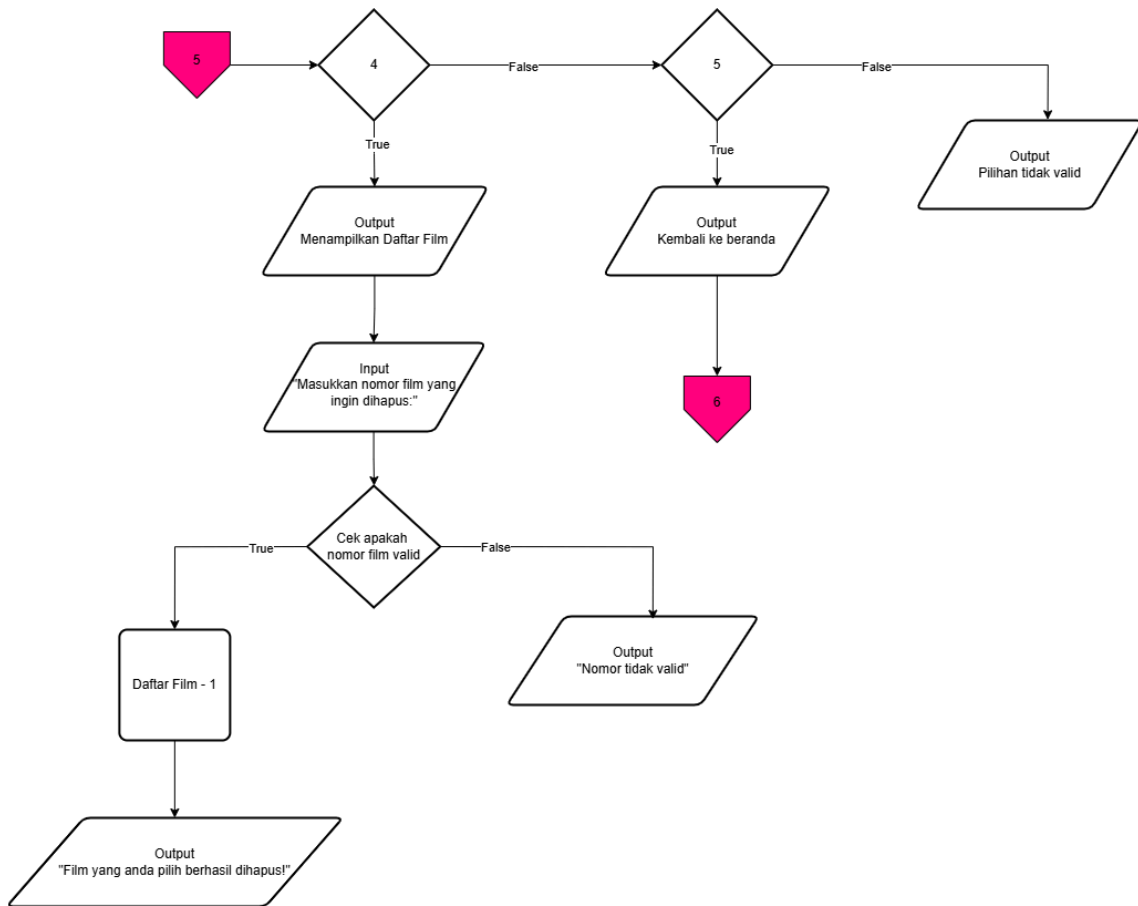 5
4
False
5
False
True
True
Output
Pilihan tidak valid
Output
Menampilkan Daftar Film
Output
Kembali ke beranda
Input
"Masukkan nomor film yang
ingin dihapus:"
6
Cek apakah
nomor film valid
True
False
Output
"Nomor tidak valid"
Daftar Film - 1
Output
"Film yang anda pilih berhasil dihapus!"